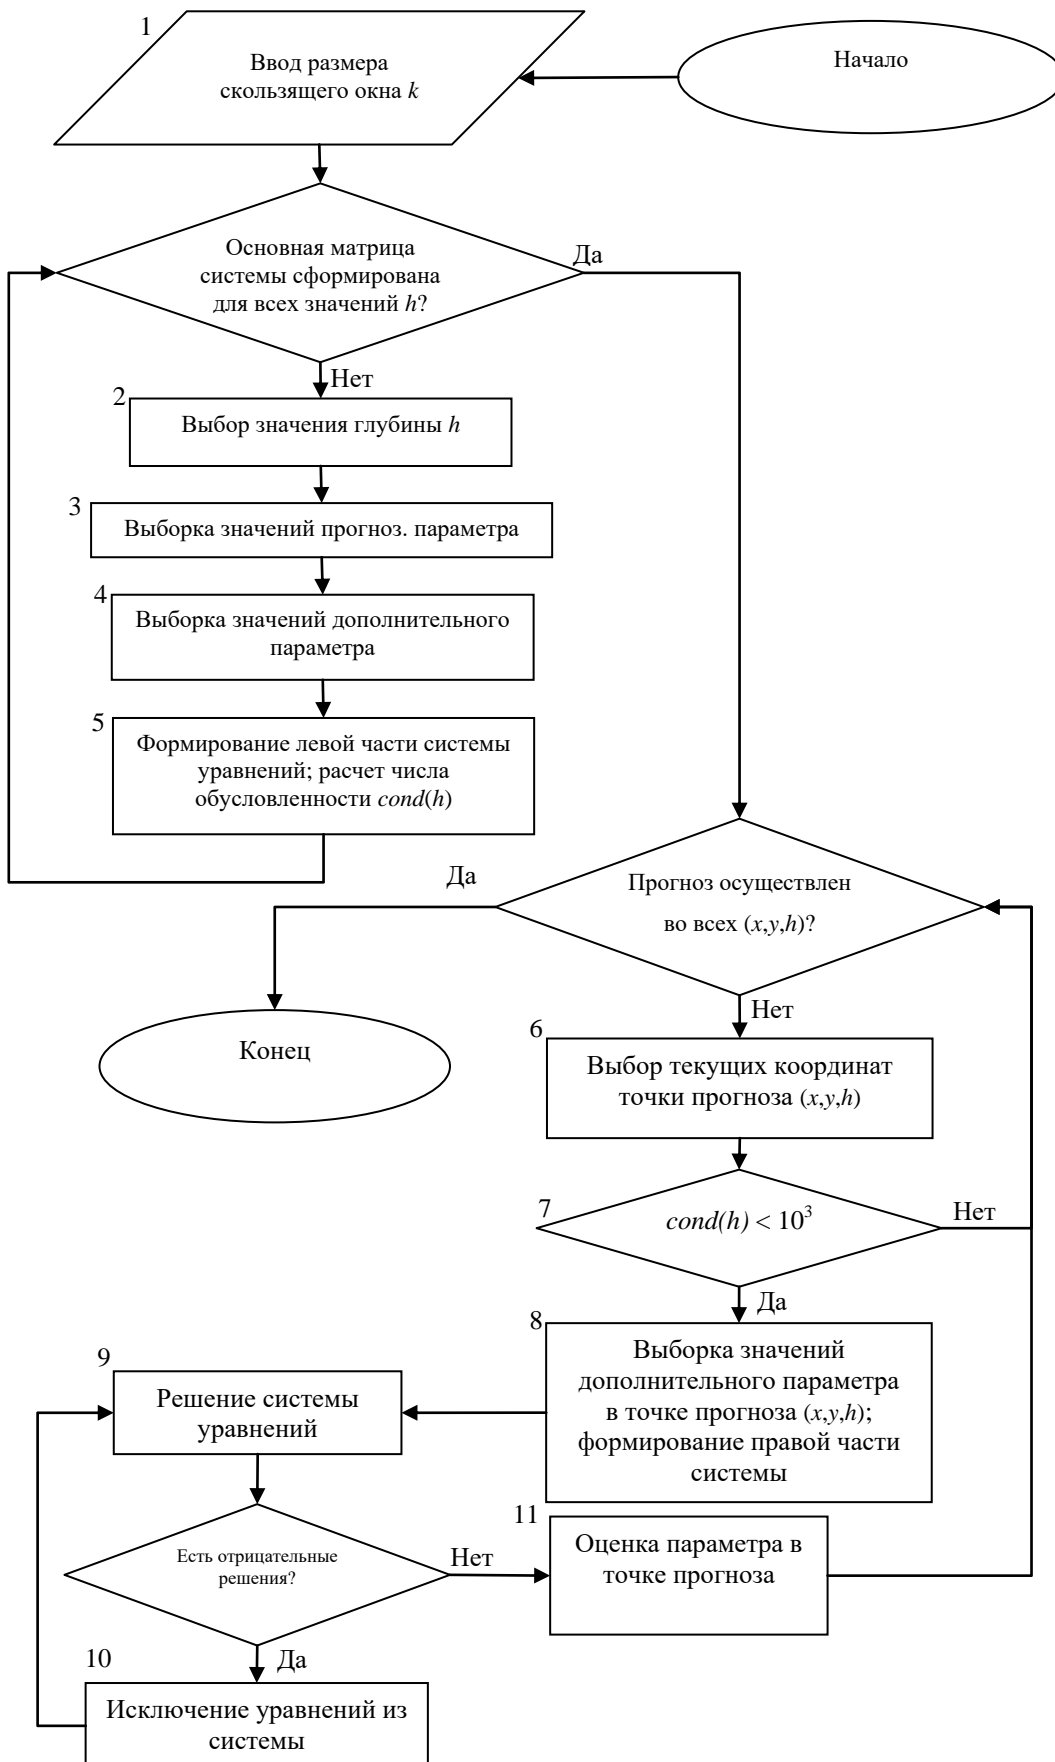 1
Ввод размера
скользящего окна k
Начало
Основная матрица
системы сформирована
для всех значений h?
Да
Нет
2
Выбор значения глубины h
3
Выборка значений прогноз. параметра
4
Выборка значений дополнительного
параметра
5
Формирование левой части системы
уравнений; расчет числа
обусловленности cond(h)
Да
Прогноз осуществлен
во всех (x,y,h)?
Нет
Конец
6
Выбор текущих координат
точки прогноза (x,y,h)
7
cond(h) < 10³
Нет
Да
8
Выборка значений
дополнительного параметра
в точке прогноза (x,y,h);
формирование правой части
системы
9
Решение системы
уравнений
Есть отрицательные
решения?
Нет
11
Оценка параметра в
точке прогноза
Да
10
Исключение уравнений из
системы